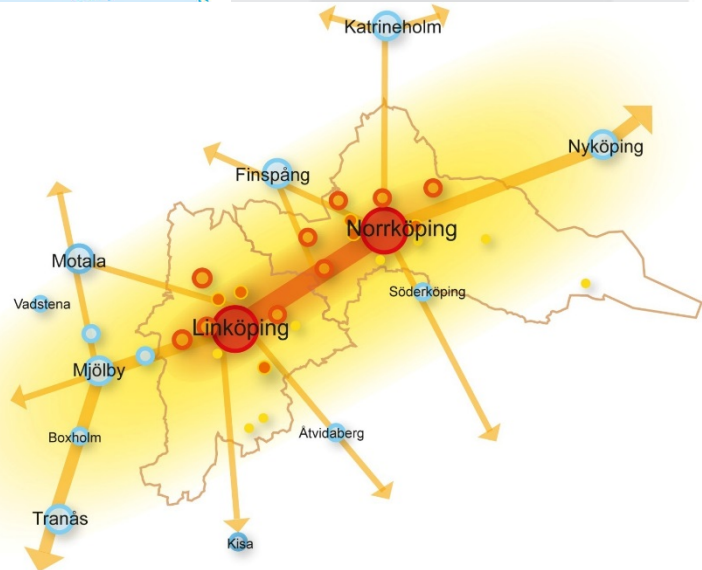 Katrineholm
Nyköping
Finspång
Norrköping
Motala
Söderköping
Vadstena
Linköping
Mjölby
Boxholm
Åtvidaberg
Tranås
Kisa